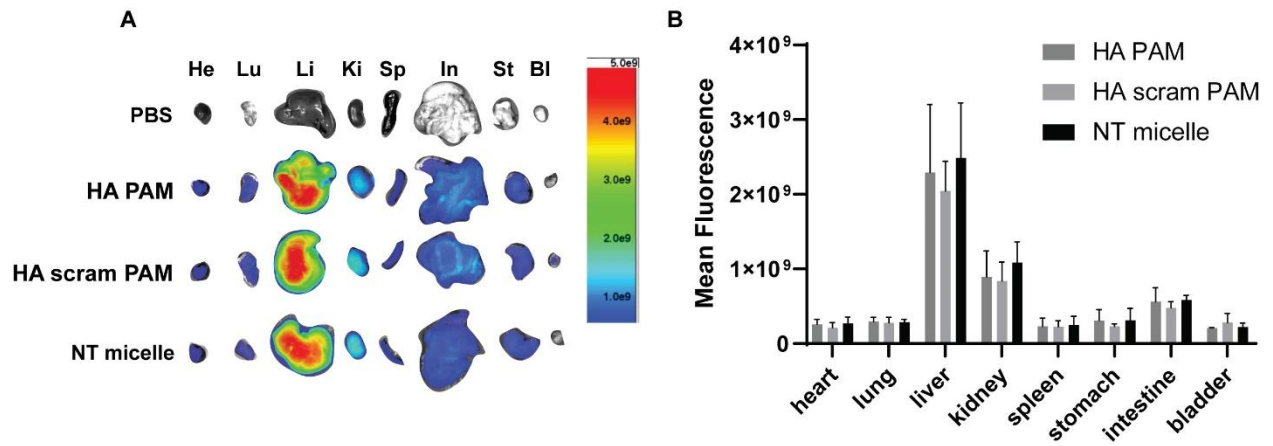 A
He Lu Li Ki Sp In St Bl
PBS
HA PAM
HA scram PAM
NT micelle
5.0e9
4.0e9
3.0e9
2.0e9
1.0e9
B
Mean Fluorescence
4×10⁹
3×10⁹
2×10⁹
1×10⁹
0
HA PAM
HA scram PAM
NT micelle
heart
lung
liver
kidney
spleen
stomach
intestine
bladder